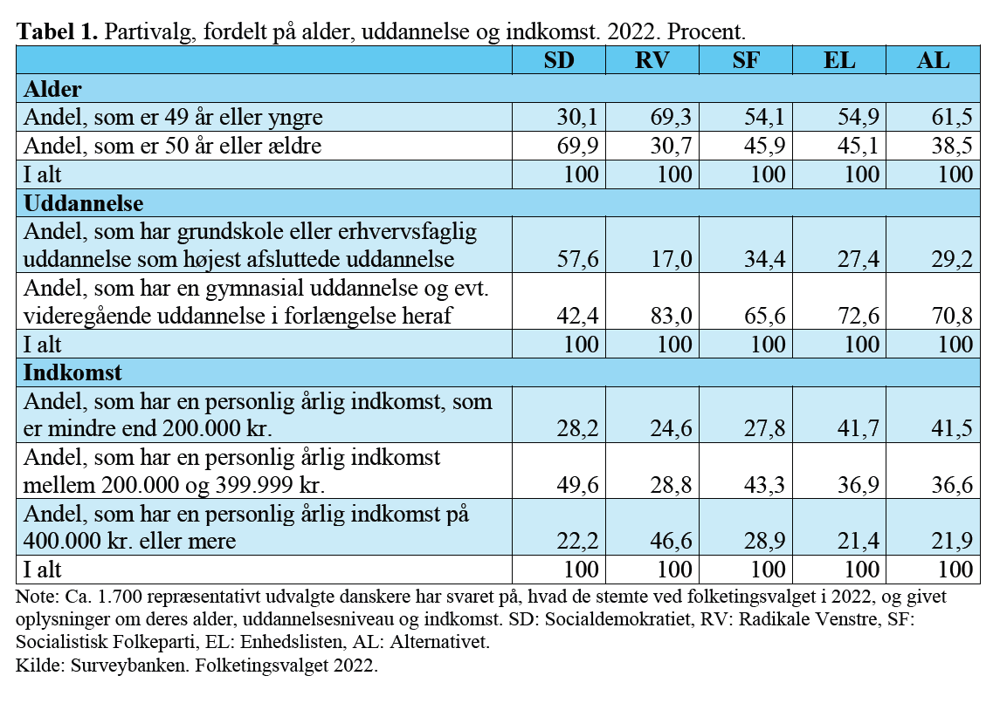 Tabel 1. Partivalg, fordelt på alder, uddannelse og indkomst. 2022. Procent.
SD RV SF EL AL
Alder
Andel, som er 49 år eller yngre 30,1 69,3 54,1 54,9 61,5
Andel, som er 50 år eller ældre 69,9 30,7 45,9 45,1 38,5
I alt 100 100 100 100 100
Uddannelse
Andel, som har grundskole eller erhvervsfaglig
uddannelse som højest afsluttede uddannelse 57,6 17,0 34,4 27,4 29,2
Andel, som har en gymnasial uddannelse og evt.
videregående uddannelse i forlængelse heraf 42,4 83,0 65,6 72,6 70,8
I alt 100 100 100 100 100
Indkomst
Andel, som har en personlig årlig indkomst, som
er mindre end 200.000 kr. 28,2 24,6 27,8 41,7 41,5
Andel, som har en personlig årlig indkomst
mellem 200.000 og 399.999 kr. 49,6 28,8 43,3 36,9 36,6
Andel, som har en personlig årlig indkomst på
400.000 kr. eller mere 22,2 46,6 28,9 21,4 21,9
I alt 100 100 100 100 100
Note: Ca. 1.700 repræsentativt udvalgte danskere har svaret på, hvad de stemte ved folketingsvalget i 2022, og givet
oplysninger om deres alder, uddannelsesniveau og indkomst. SD: Socialdemokratiet, RV: Radikale Venstre, SF:
Socialistisk Folkeparti, EL: Enhedslisten, AL: Alternativet.
Kilde: Surveybanken. Folketingsvalget 2022.